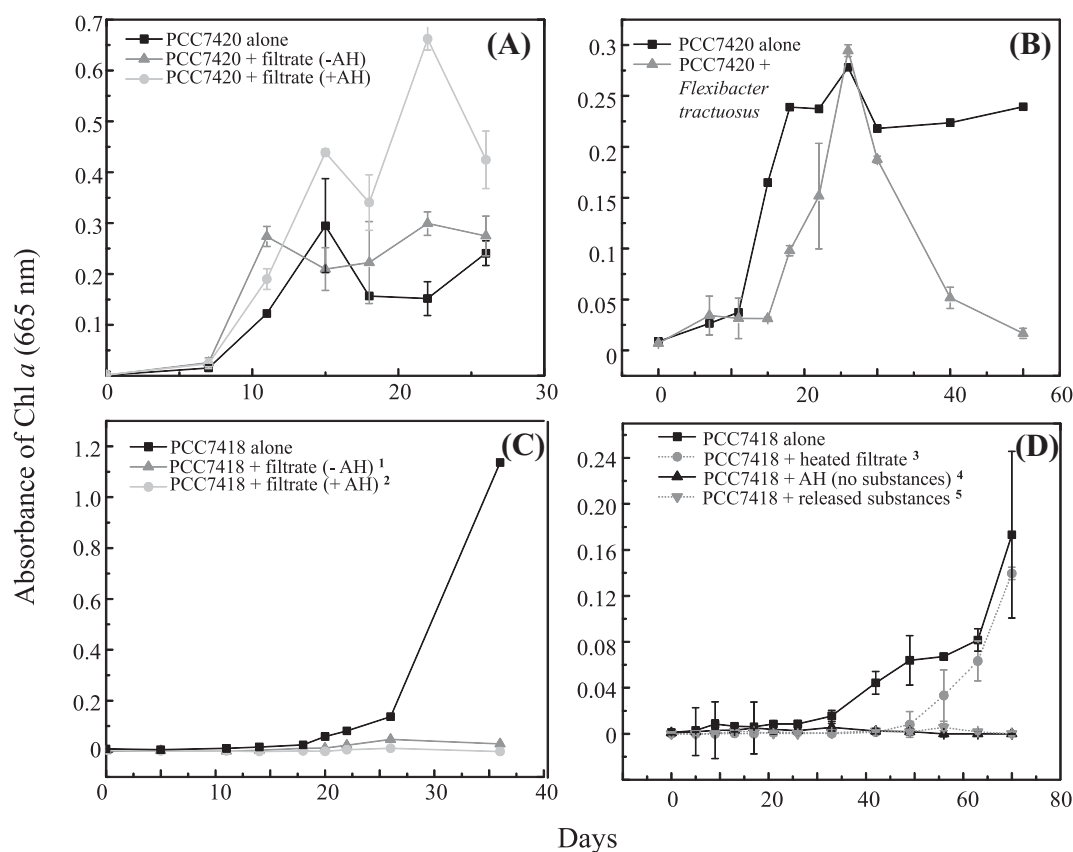 Absorbance of Chl a (665 nm)
(A)
PCC7420 alone
PCC7420 + filtrate (-AH)
PCC7420 + filtrate (+AH)
0.7
0.6
0.5
0.4
0.3
0.2
0.1
0 10 20 30
(B)
PCC7420 alone
PCC7420 +
Flexibacter
tractuosus
0.3
0.25
0.2
0.15
0.1
0.05
0
0 20 40 60
(C)
PCC7418 alone
PCC7418 + filtrate (- AH) 1
PCC7418 + filtrate (+ AH) 2
1.2
1.0
0.8
0.6
0.4
0.2
0
0 10 20 30 40
(D)
PCC7418 alone
PCC7418 + heated filtrate 3
PCC7418 + AH (no substances) 4
PCC7418 + released substances 5
0.24
0.20
0.16
0.12
0.08
0.04
0
0 10 20 30 40 50 60 70 80
Days